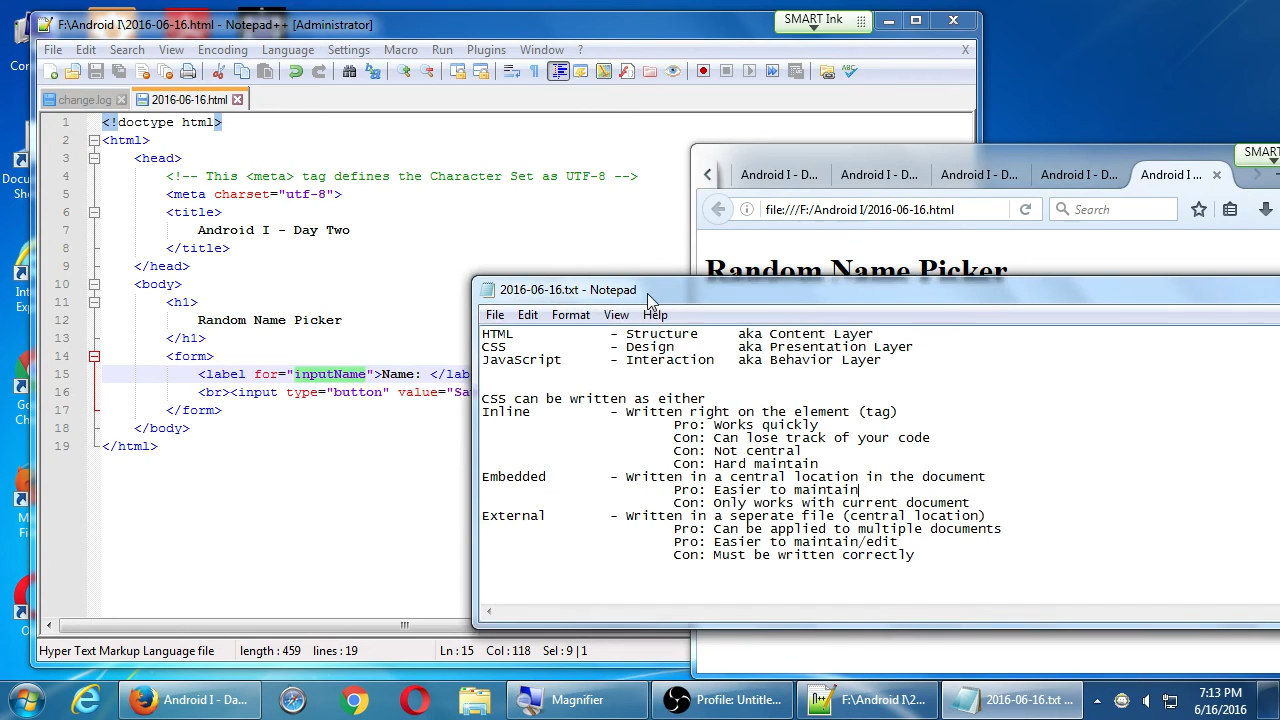 F:\Android I\2016-06-16.html - Notepad++ [Administrator]
SMART Ink
File Edit Search View Encoding Language Settings Macro Run Plugins Window ? X
change.log
2016-06-16.html
1 <!doctype html>
2 <html>
3 <head>
4 <!-- This <meta> tag defines the Character Set as UTF-8 -->
5 <meta charset="utf-8">
6 <title>
7 Android I - Day Two
8 </title>
9 </head>
10 <body>
11 <h1>
12 Random Name Picker
13 </h1>
14 <form>
15 <label for="inputName">Name: </lab
16 <br><input type="button" value="Sa
17 </form>
18 </body>
19 </html>
Hyper Text Markup Language file length : 459 lines : 19 Ln : 15 Col : 118 Sel : 9 | 1
SMART
Android I - D... Android I - D... Android I - D... Android I - D... Android I ...
file:///F:/Android I/2016-06-16.html
Search
Random Name Picker
2016-06-16.txt - Notepad
File Edit Format View Help
HTML - Structure aka Content Layer
CSS - Design aka Presentation Layer
JavaScript - Interaction aka Behavior Layer
CSS can be written as either
Inline - Written right on the element (tag)
Pro: Works quickly
Con: Can lose track of your code
Con: Not central
Con: Hard maintain
Embedded - Written in a central location in the document
Pro: Easier to maintain
Con: Only works with current document
External - Written in a seperate file (central location)
Pro: Can be applied to multiple documents
Pro: Easier to maintain/edit
Con: Must be written correctly
Android I - Da...
Magnifier
Profile: Untitle...
F:\Android I\2...
2016-06-16.txt ...
7:13 PM
6/16/2016